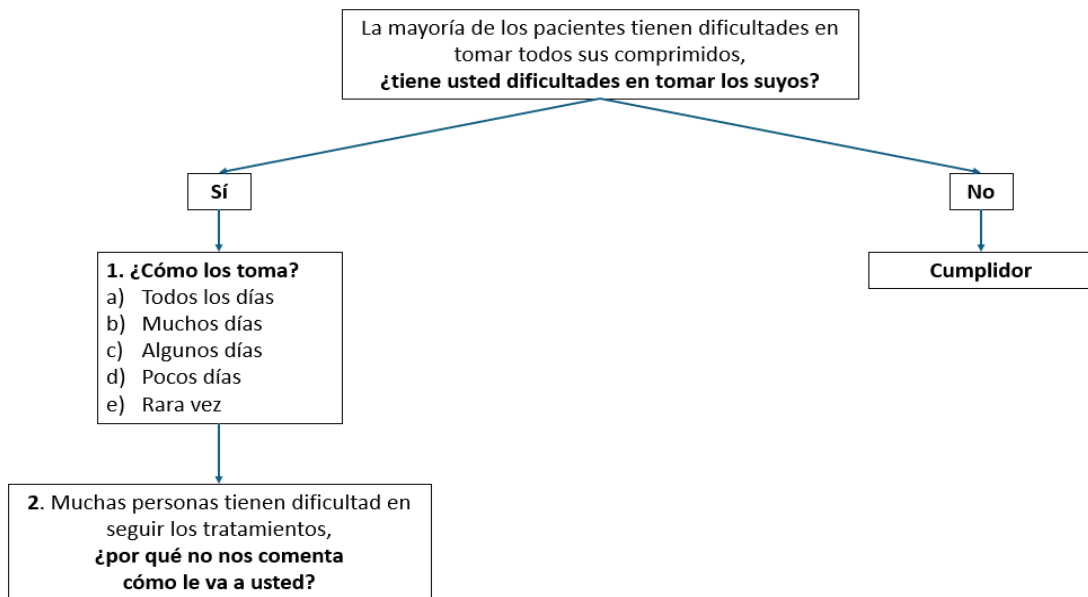 La mayoría de los pacientes tienen dificultades en
tomar todos sus comprimidos,
¿tiene usted dificultades en tomar los suyos?
Sí
No
1. ¿Cómo los toma?
a) Todos los días
b) Muchos días
c) Algunos días
d) Pocos días
e) Rara vez
Cumplidor
2. Muchas personas tienen dificultad en
seguir los tratamientos,
¿por qué no nos comenta
cómo le va a usted?